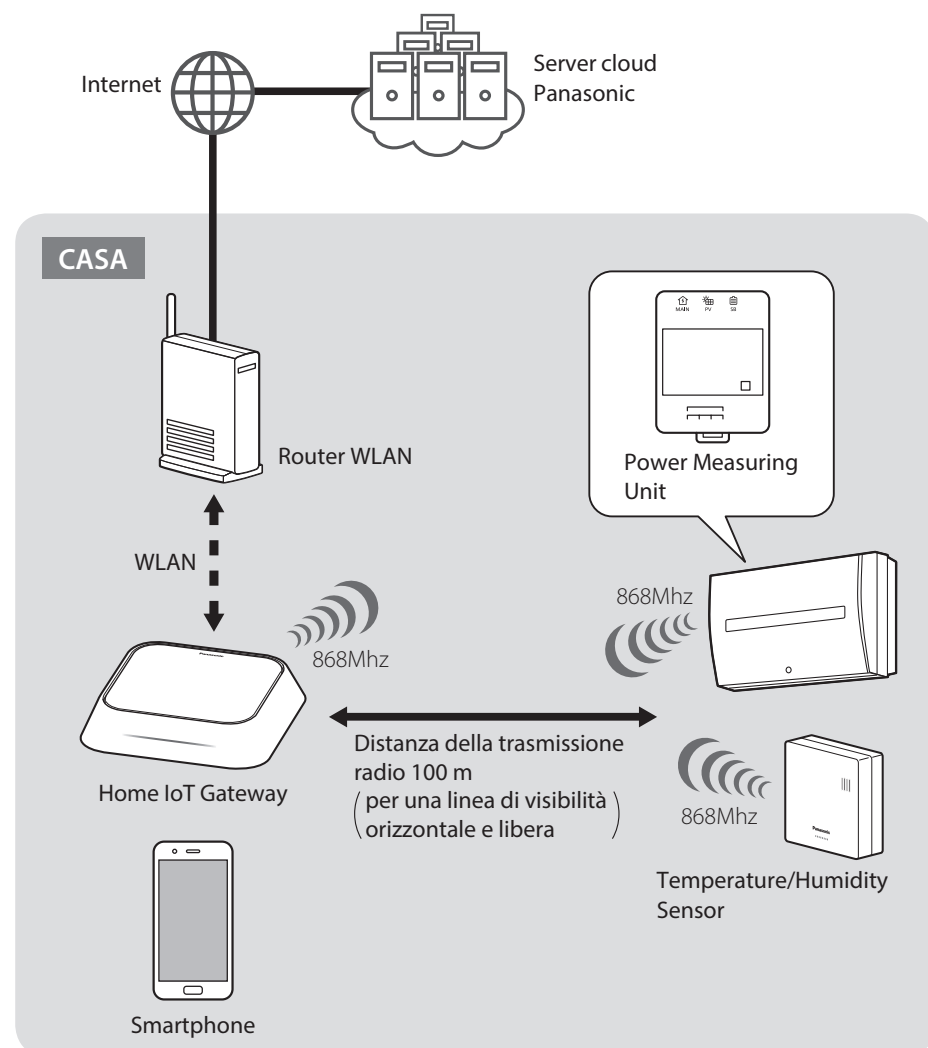 Internet
Server cloud
Panasonic
CASA
MAIN PV SB
Router WLAN
Power Measuring
Unit
WLAN
868Mhz
868Mhz
Panasonic
Distanza della trasmissione
radio 100 m
(per una linea di visibilità
orizzontale e libera)
Home IoT Gateway
868Mhz
Panasonic
Temperature/Humidity
Sensor
Smartphone